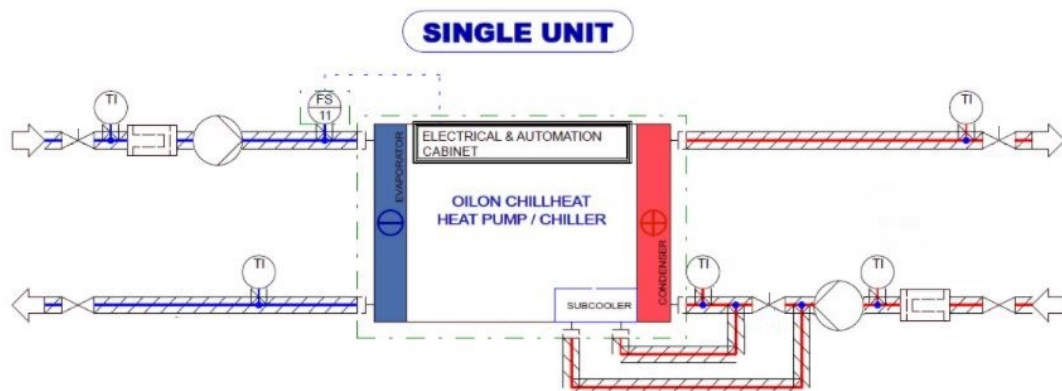 SINGLE UNIT
TI
FS
11
TI
ELECTRICAL & AUTOMATION
CABINET
EVAPORATOR
OILON CHILLHEAT
HEAT PUMP / CHILLER
CONDENSER
TI
TI
TI
SUBCOOLER